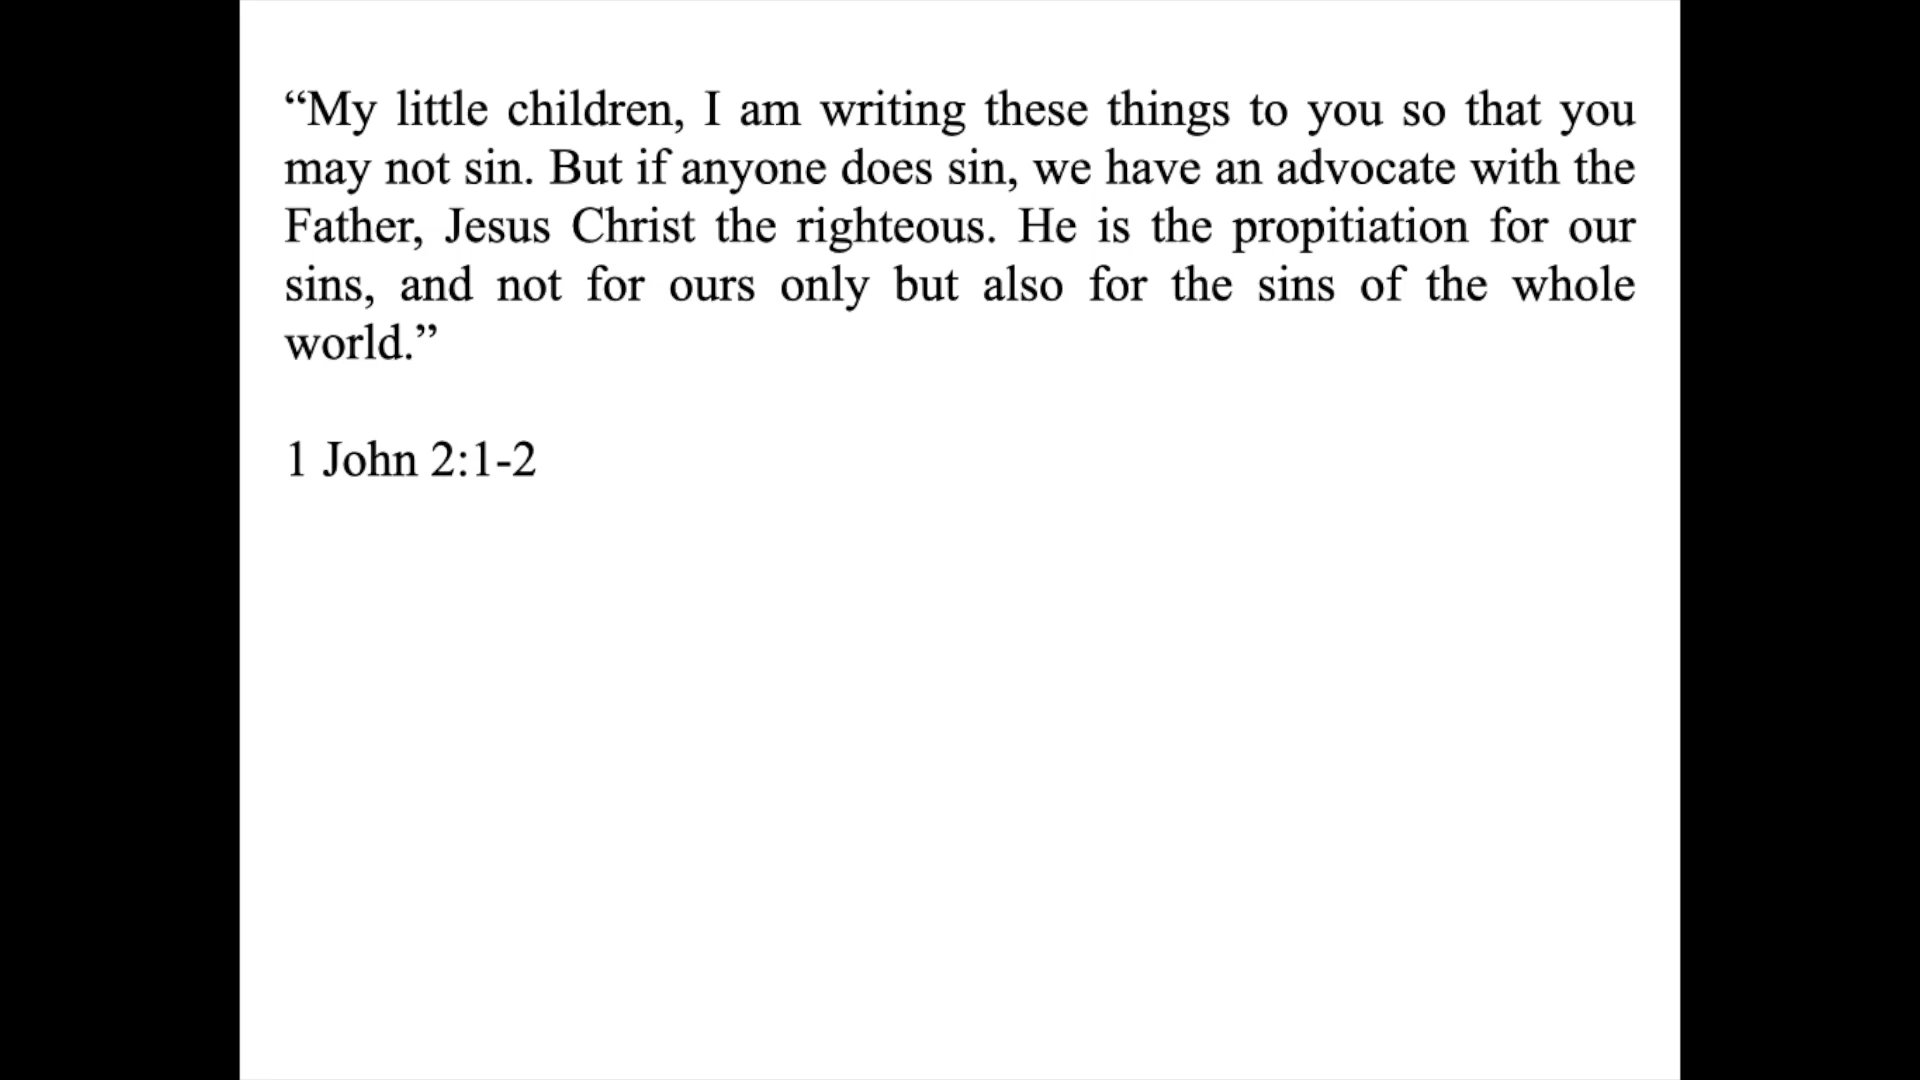 “My little children, I am writing these things to you so that you
may not sin. But if anyone does sin, we have an advocate with the
Father, Jesus Christ the righteous. He is the propitiation for our
sins, and not for ours only but also for the sins of the whole
world.”
1 John 2:1-2